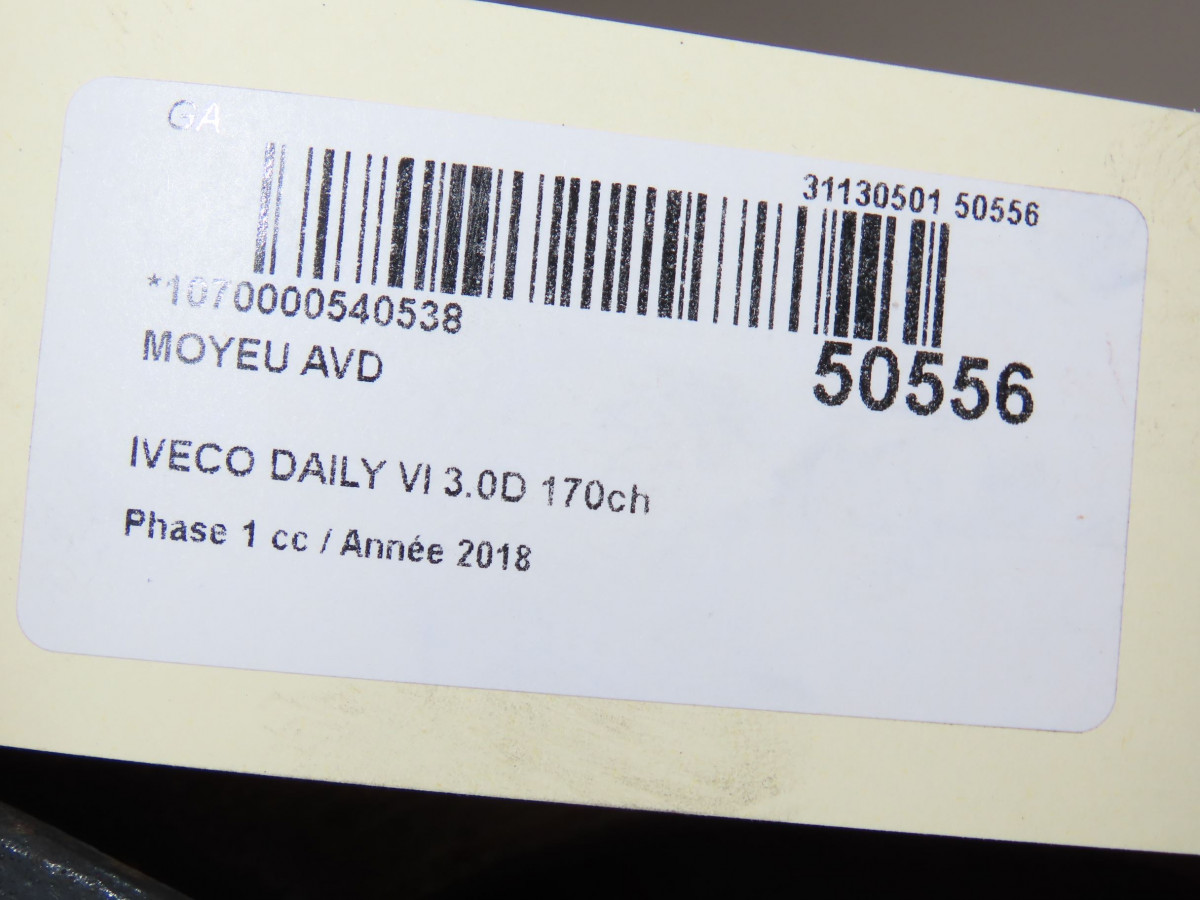 GA
31130501 50556
*1070000540538
50556
MOYEU AVD
IVECO DAILY VI 3.0D 170ch
Phase 1 cc / Année 2018